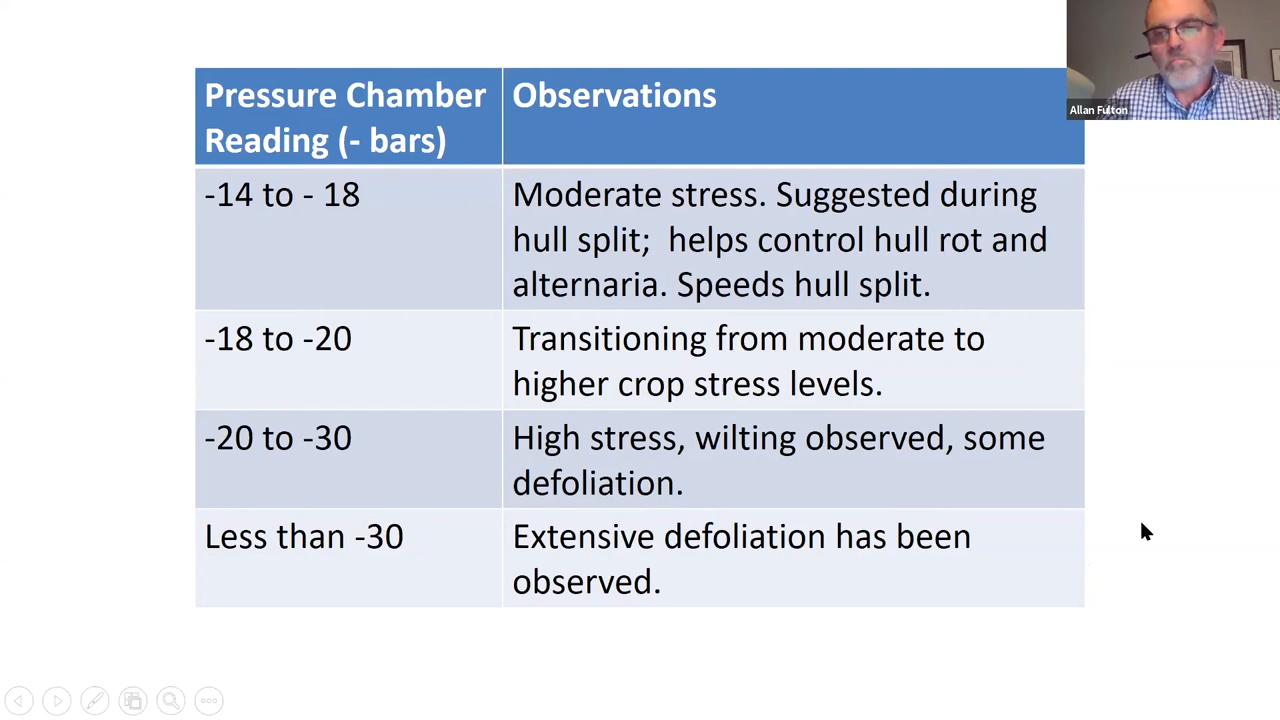 Allan Fulton
Pressure Chamber
Reading (- bars)
Observations
-14 to - 18
Moderate stress. Suggested during
hull split;  helps control hull rot and
alternaria. Speeds hull split.
-18 to -20
Transitioning from moderate to
higher crop stress levels.
-20 to -30
High stress, wilting observed, some
defoliation.
Less than -30
Extensive defoliation has been
observed.